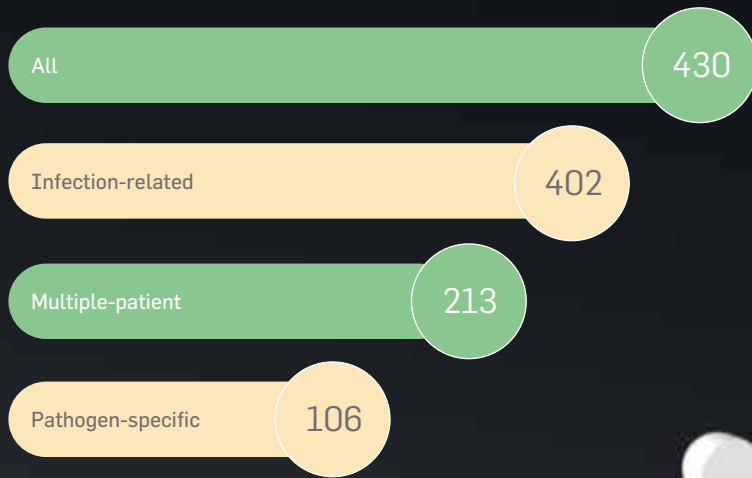 All 430
Infection-related 402
Multiple-patient 213
Pathogen-specific 106